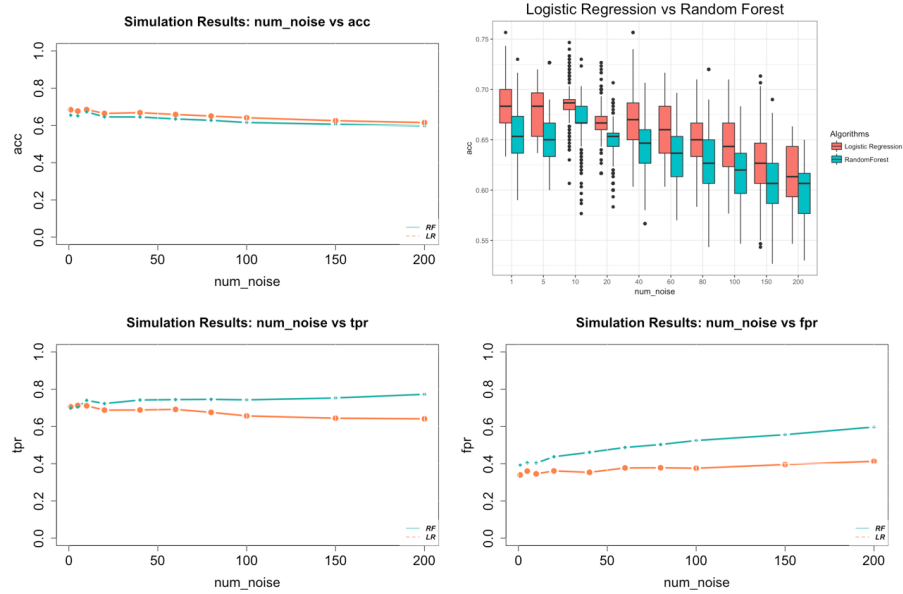 Simulation Results: num_noise vs acc
acc
0.0 0.2 0.4 0.6 0.8 1.0
0 50 100 150 200
num_noise
RF
LR
Logistic Regression vs Random Forest
acc
0.75
0.70
0.65
0.60
0.55
1 5 10 20 40 60 80 100 150 200
num_noise
Algorithms
Logistic Regression
RandomForest
Simulation Results: num_noise vs tpr
tpr
0.0 0.2 0.4 0.6 0.8 1.0
0 50 100 150 200
num_noise
RF
LR
Simulation Results: num_noise vs fpr
fpr
0.0 0.2 0.4 0.6 0.8 1.0
0 50 100 150 200
num_noise
RF
LR